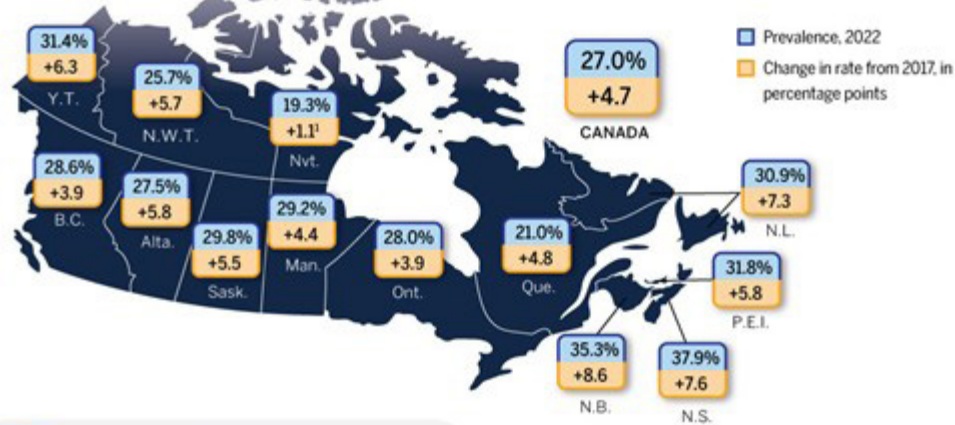 31.4%
+6.3
Y.T.
25.7%
+5.7
N.W.T.
19.3%
+1.1¹
Nvt.
27.0%
+4.7
CANADA
Prevalence, 2022
Change in rate from 2017, in
percentage points
28.6%
+3.9
B.C.
27.5%
+5.8
Alta.
29.8%
+5.5
Sask.
29.2%
+4.4
Man.
28.0%
+3.9
Ont.
21.0%
+4.8
Que.
30.9%
+7.3
N.L.
31.8%
+5.8
P.E.I.
35.3%
+8.6
N.B.
37.9%
+7.6
N.S.